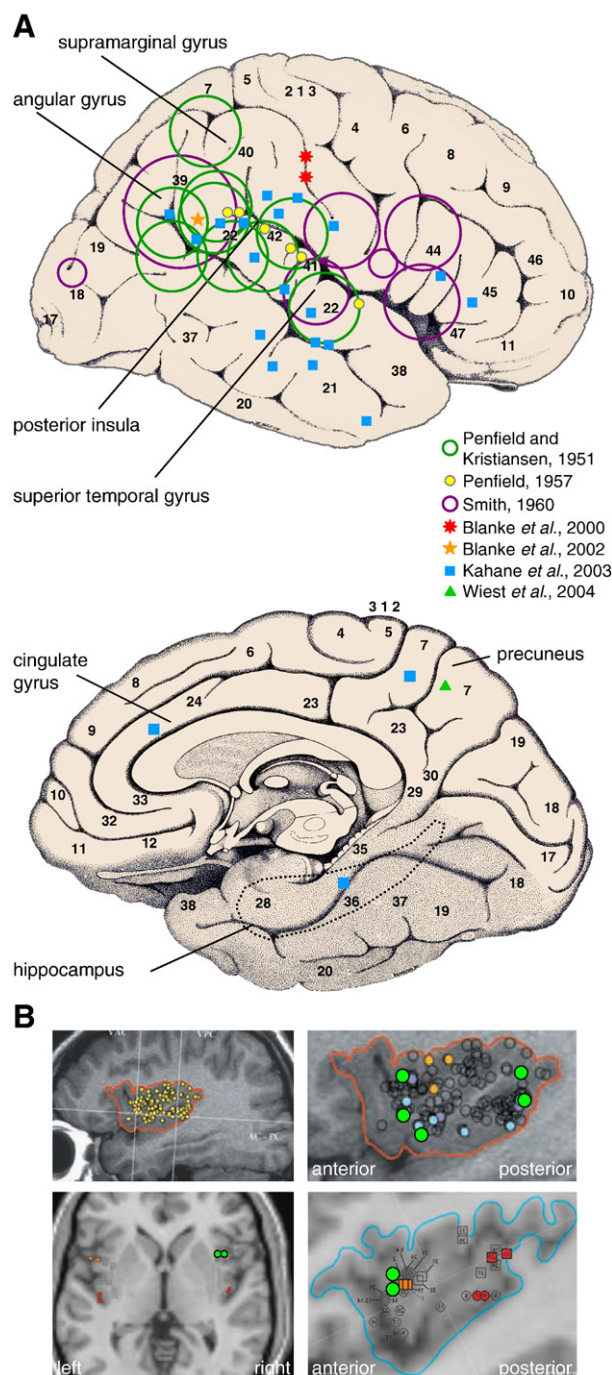 A
supramarginal gyrus
angular gyrus
7
5
2 1 3
4
6
8
9
40
39
19
18
17
22
42
41
22
44
46
45
10
47
11
37
38
21
20
posterior insula
superior temporal gyrus
Penfield and
Kristiansen, 1951
Penfield, 1957
Smith, 1960
Blanke et al., 2000
Blanke et al., 2002
Kahane et al., 2003
Wiest et al., 2004
3 1 2
4
5
7
precuneus
cingulate
gyrus
6
8
24
23
7
9
23
19
10
33
30
29
18
32
11
12
35
17
18
28
36
37
19
38
hippocampus
20
B
VAC
VPC
AC - PC
anterior
posterior
left
right
anterior
posterior